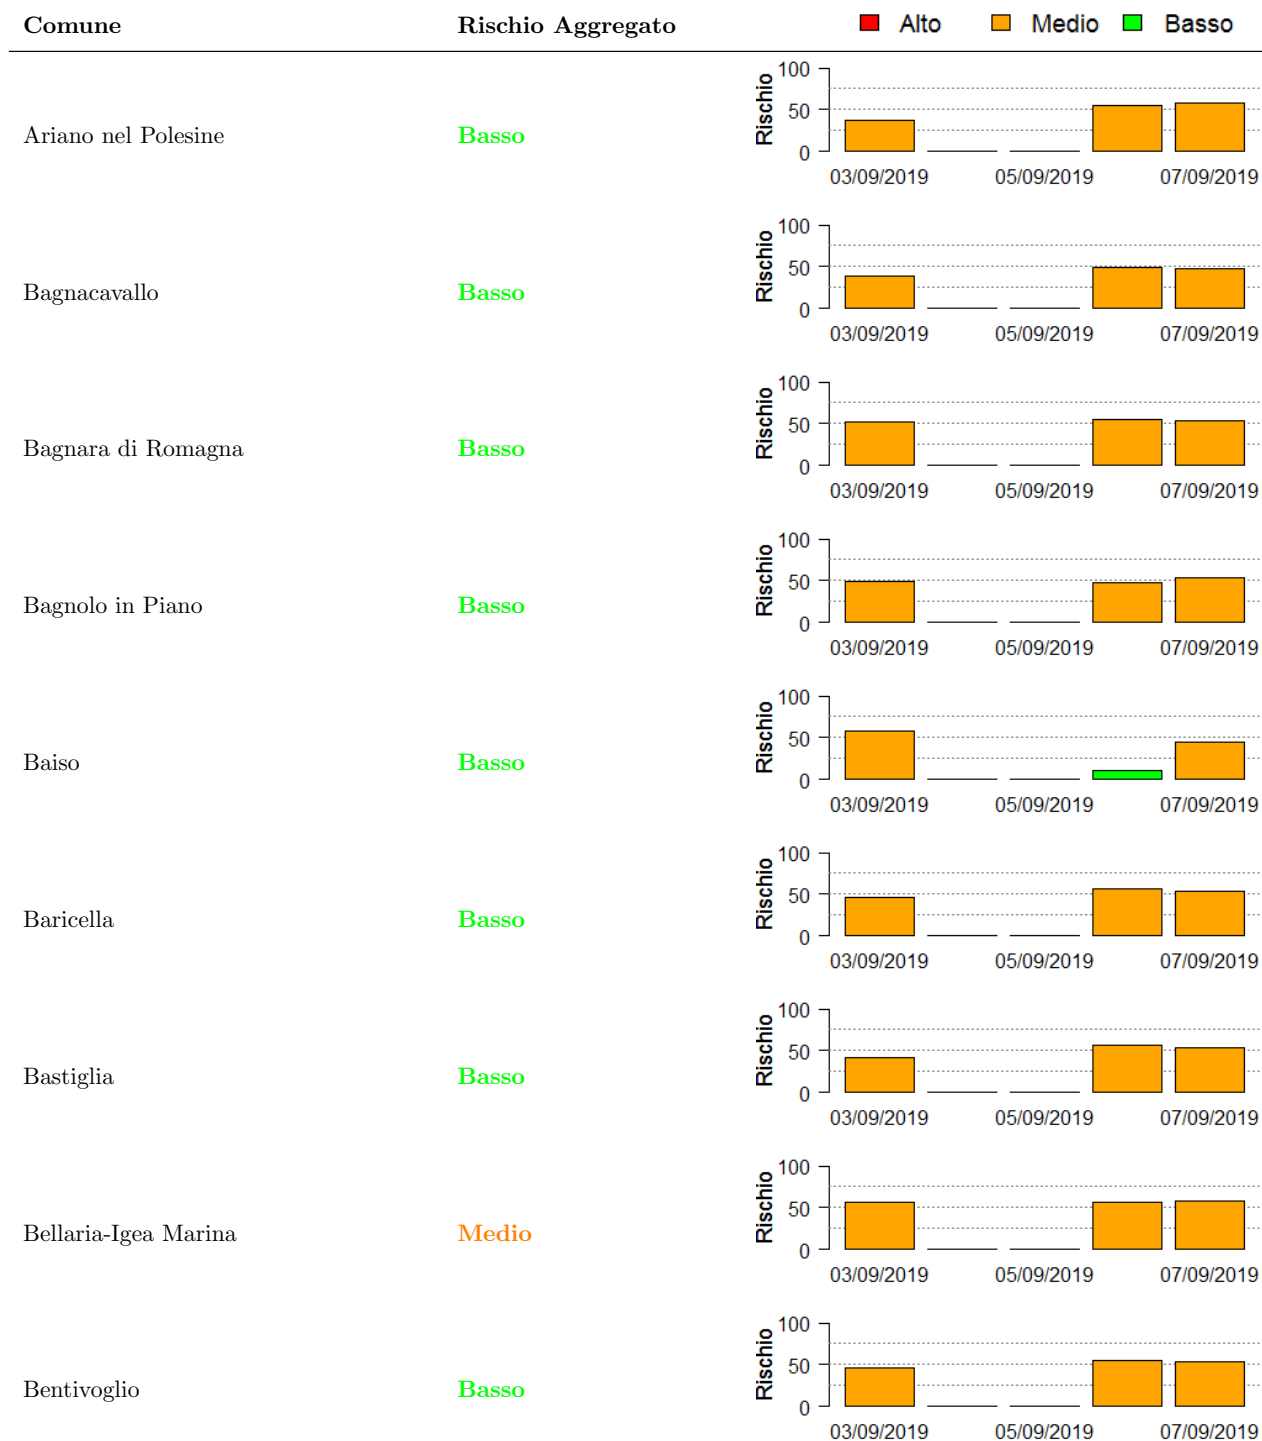 Comune Rischio Aggregato Alto Medio Basso
Ariano nel Polesine Basso Rischio 100 50 0
03/09/2019 05/09/2019 07/09/2019
Bagnacavallo Basso Rischio 100 50 0
03/09/2019 05/09/2019 07/09/2019
Bagnara di Romagna Basso Rischio 100 50 0
03/09/2019 05/09/2019 07/09/2019
Bagnolo in Piano Basso Rischio 100 50 0
03/09/2019 05/09/2019 07/09/2019
Baiso Basso Rischio 100 50 0
03/09/2019 05/09/2019 07/09/2019
Baricella Basso Rischio 100 50 0
03/09/2019 05/09/2019 07/09/2019
Bastiglia Basso Rischio 100 50 0
03/09/2019 05/09/2019 07/09/2019
Bellaria-Igea Marina Medio Rischio 100 50 0
03/09/2019 05/09/2019 07/09/2019
Bentivoglio Basso Rischio 100 50 0
03/09/2019 05/09/2019 07/09/2019